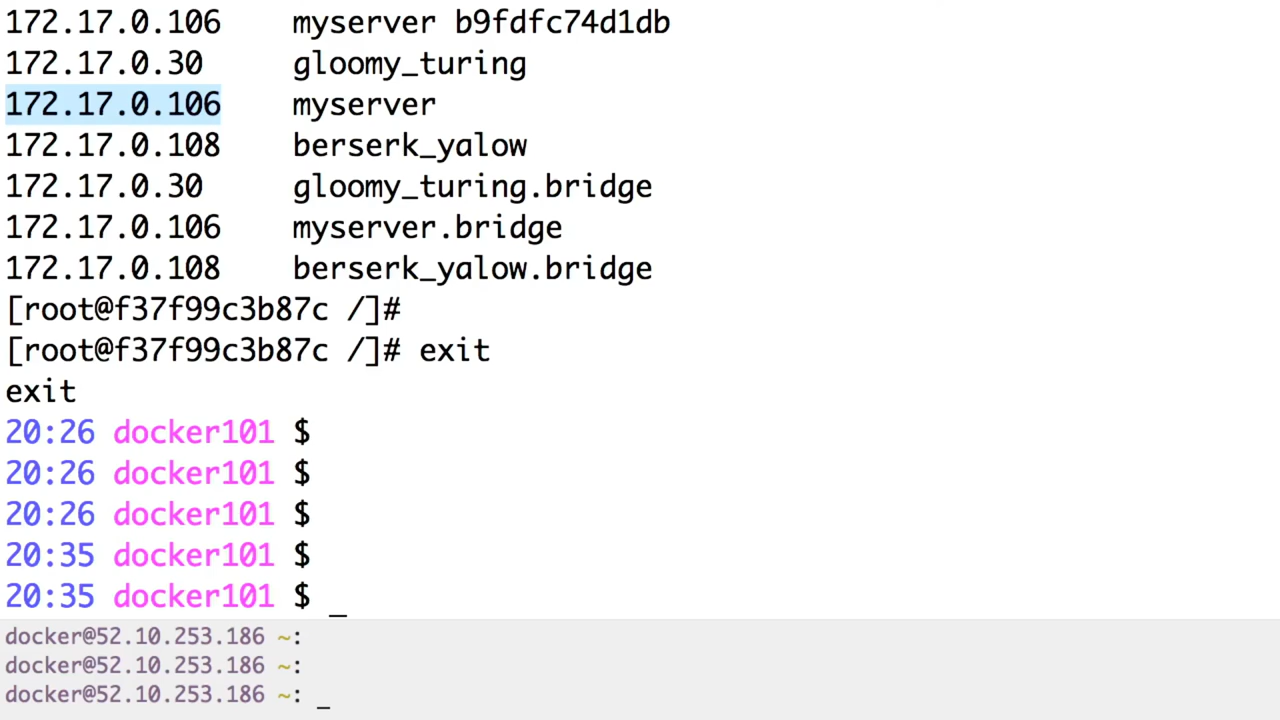 172.17.0.106    myserver b9fdfc74d1db
172.17.0.30     gloomy_turing
172.17.0.106    myserver
172.17.0.108    berserk_yalow
172.17.0.30     gloomy_turing.bridge
172.17.0.106    myserver.bridge
172.17.0.108    berserk_yalow.bridge
[root@f37f99c3b87c /]#
[root@f37f99c3b87c /]# exit
exit
20:26 docker101 $
20:26 docker101 $
20:26 docker101 $
20:35 docker101 $
20:35 docker101 $ _
docker@52.10.253.186 ~:
docker@52.10.253.186 ~:
docker@52.10.253.186 ~: _